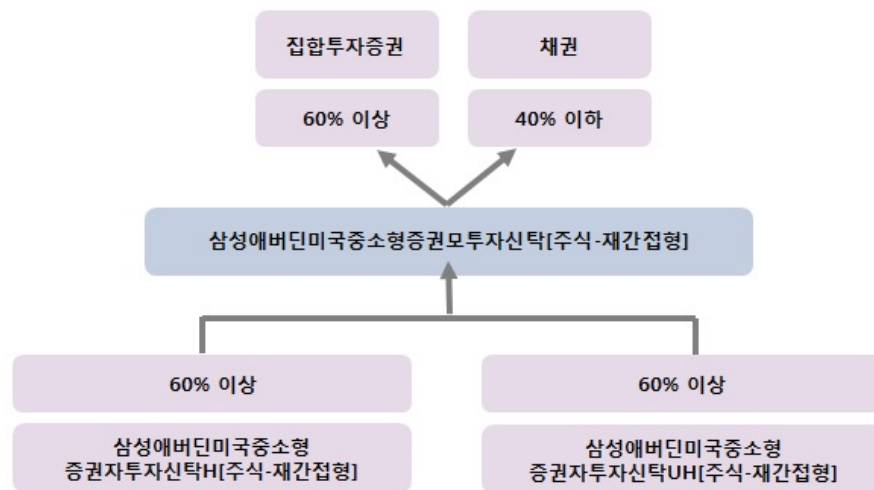 집합투자증권
채권
60% 이상
40% 이하
삼성애버딘미국중소형증권모투자신탁[주식-재간접형]
60% 이상
60% 이상
삼성애버딘미국중소형
증권자투자신탁H[주식-재간접형]
삼성애버딘미국중소형
증권자투자신탁UH[주식-재간접형]